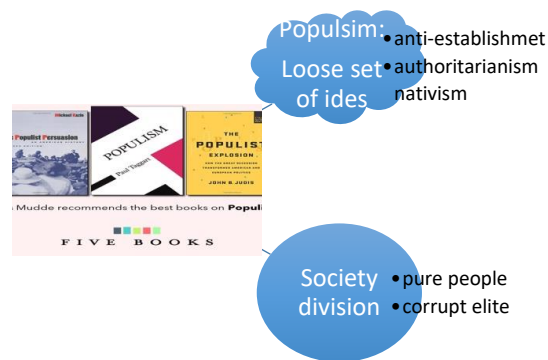 Populsim:
Loose set
of ides
•anti-establishmet
•authoritarianism
nativism
Populist Persuasion
POPULISM
Paul Taggart
THE
POPULIST
EXPLOSION
JOHN B. JUDIS
Mudde recommends the best books on Populi
FIVE BOOKS
Society
division
•pure people
•corrupt elite